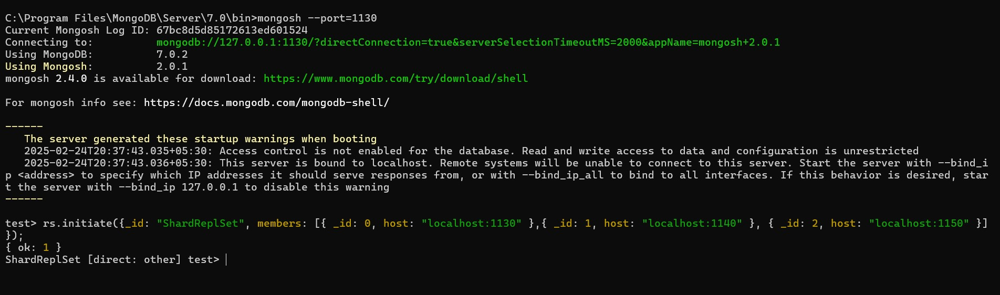 C:\Program Files\MongoDB\Server\7.0\bin>mongosh --port=1130
Current Mongosh Log ID: 67bc8d5d85172613ed601524
Connecting to:          mongodb://127.0.0.1:1130/?directConnection=true&serverSelectionTimeoutMS=2000&appName=mongosh+2.0.1
Using MongoDB:          7.0.2
Using Mongosh:          2.0.1
mongosh 2.4.0 is available for download: https://www.mongodb.com/try/download/shell

For mongosh info see: https://docs.mongodb.com/mongodb-shell/

------
   The server generated these startup warnings when booting
   2025-02-24T20:37:43.035+05:30: Access control is not enabled for the database. Read and write access to data and configuration is unrestricted
   2025-02-24T20:37:43.036+05:30: This server is bound to localhost. Remote systems will be unable to connect to this server. Start the server with --bind_i
p <address> to specify which IP addresses it should serve responses from, or with --bind_ip_all to bind to all interfaces. If this behavior is desired, star
t the server with --bind_ip 127.0.0.1 to disable this warning
------

test> rs.initiate({_id: "ShardReplSet", members: [{ _id: 0, host: "localhost:1130" },{ _id: 1, host: "localhost:1140" }, { _id: 2, host: "localhost:1150" }]
});
{ ok: 1 }
ShardReplSet [direct: other] test>